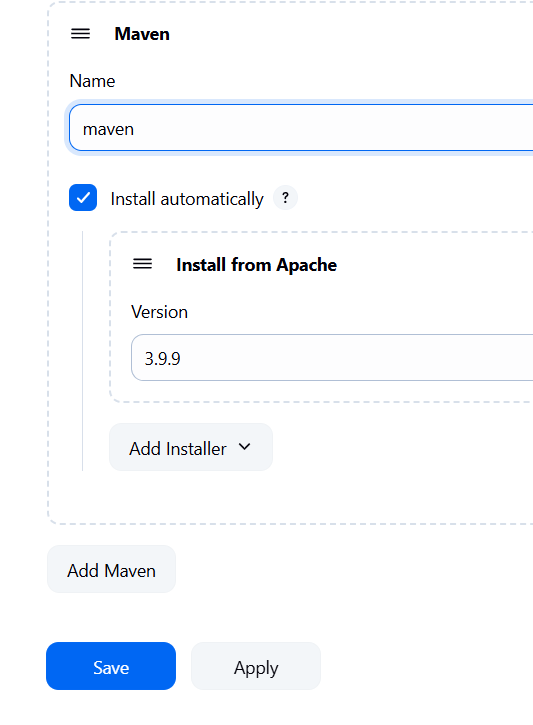 Maven
Name
maven
Install automatically ?
Install from Apache
Version
3.9.9
Add Installer
Add Maven
Save Apply